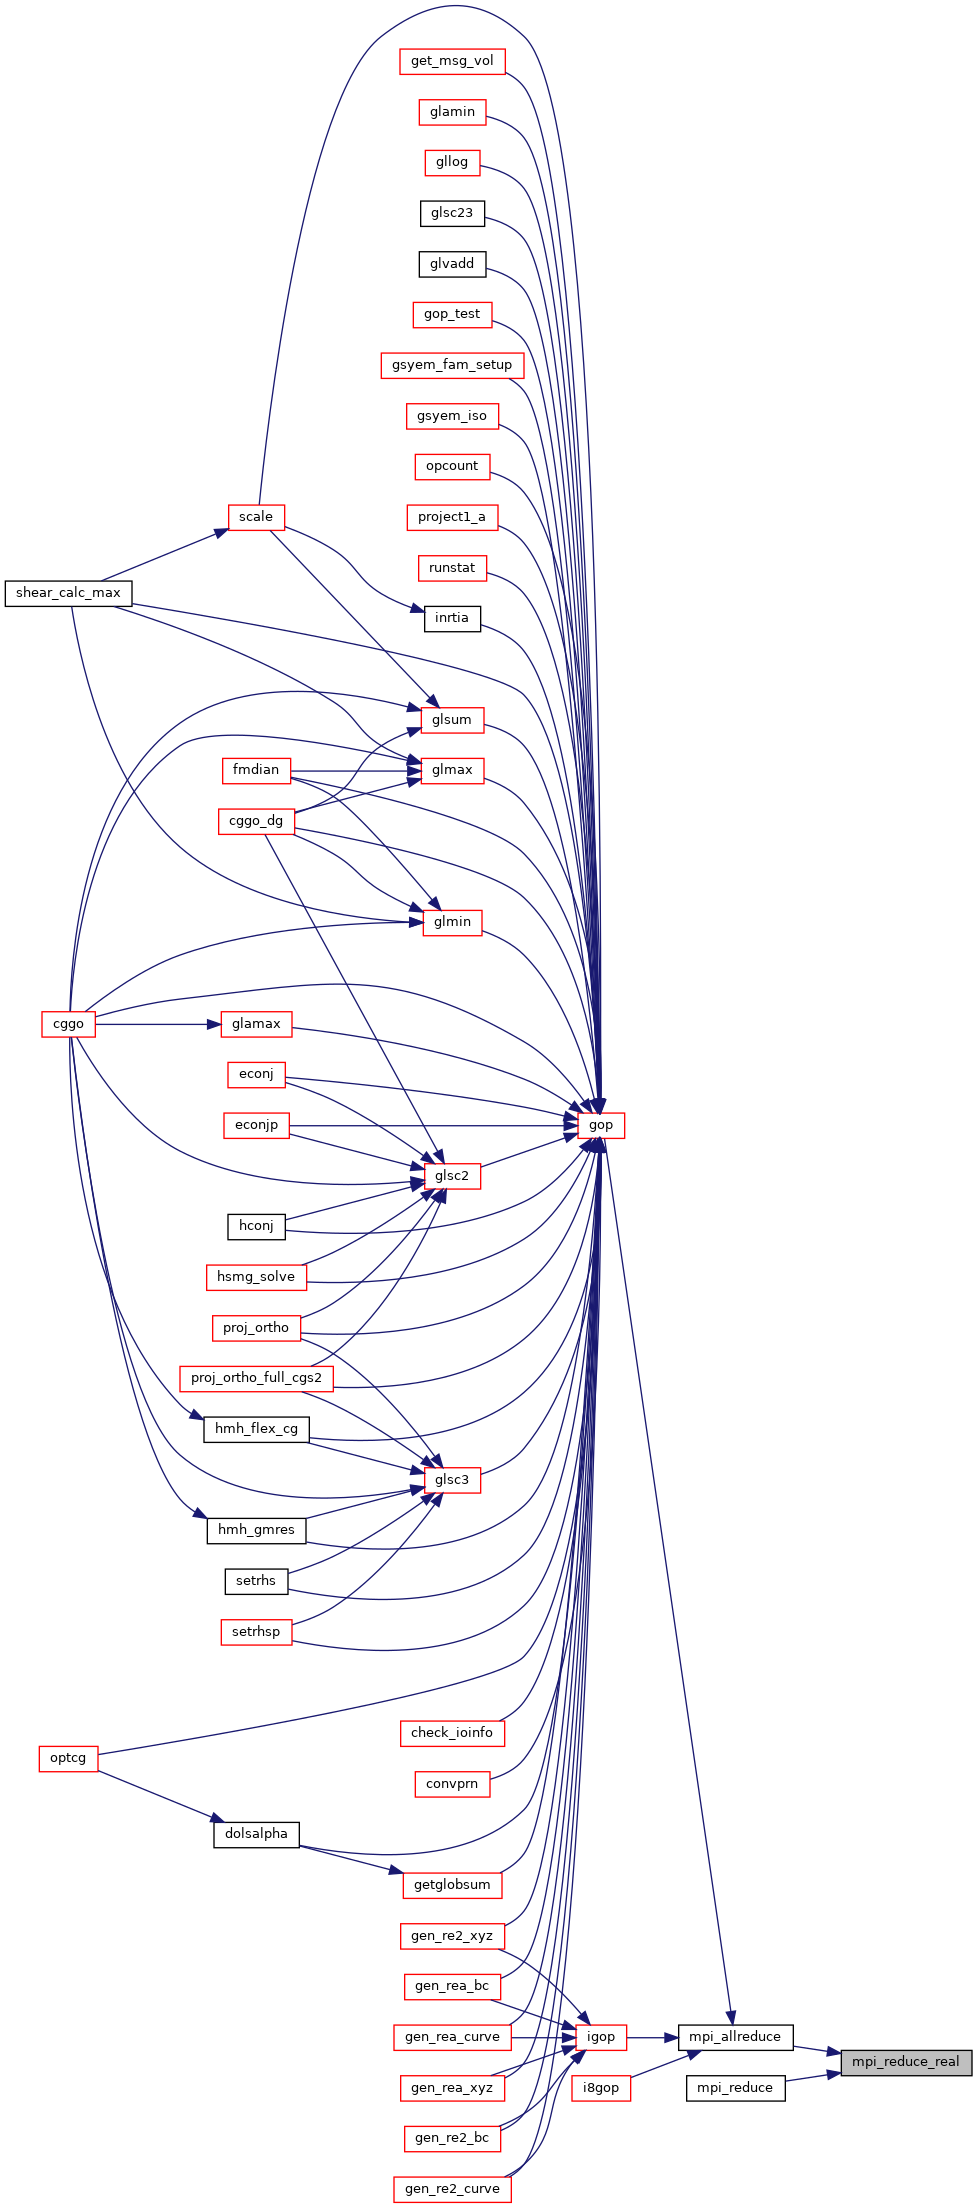 get_msg_vol
glamin
gllog
glsc23
glvadd
gop_test
gsyem_fam_setup
gsyem_iso
opcount
scale
project1_a
runstat
shear_calc_max
inrtia
glsum
fmdian
glmax
cggo_dg
glmin
cggo
glamax
econj
econjp
gop
glsc2
hconj
hsmg_solve
proj_ortho
proj_ortho_full_cgs2
hmh_flex_cg
glsc3
hmh_gmres
setrhs
setrhsp
check_ioinfo
optcg
convprn
dolsalpha
getglobsum
gen_re2_xyz
gen_rea_bc
gen_rea_curve
igop
mpi_allreduce
mpi_reduce_real
gen_rea_xyz
i8gop
mpi_reduce
gen_re2_bc
gen_re2_curve